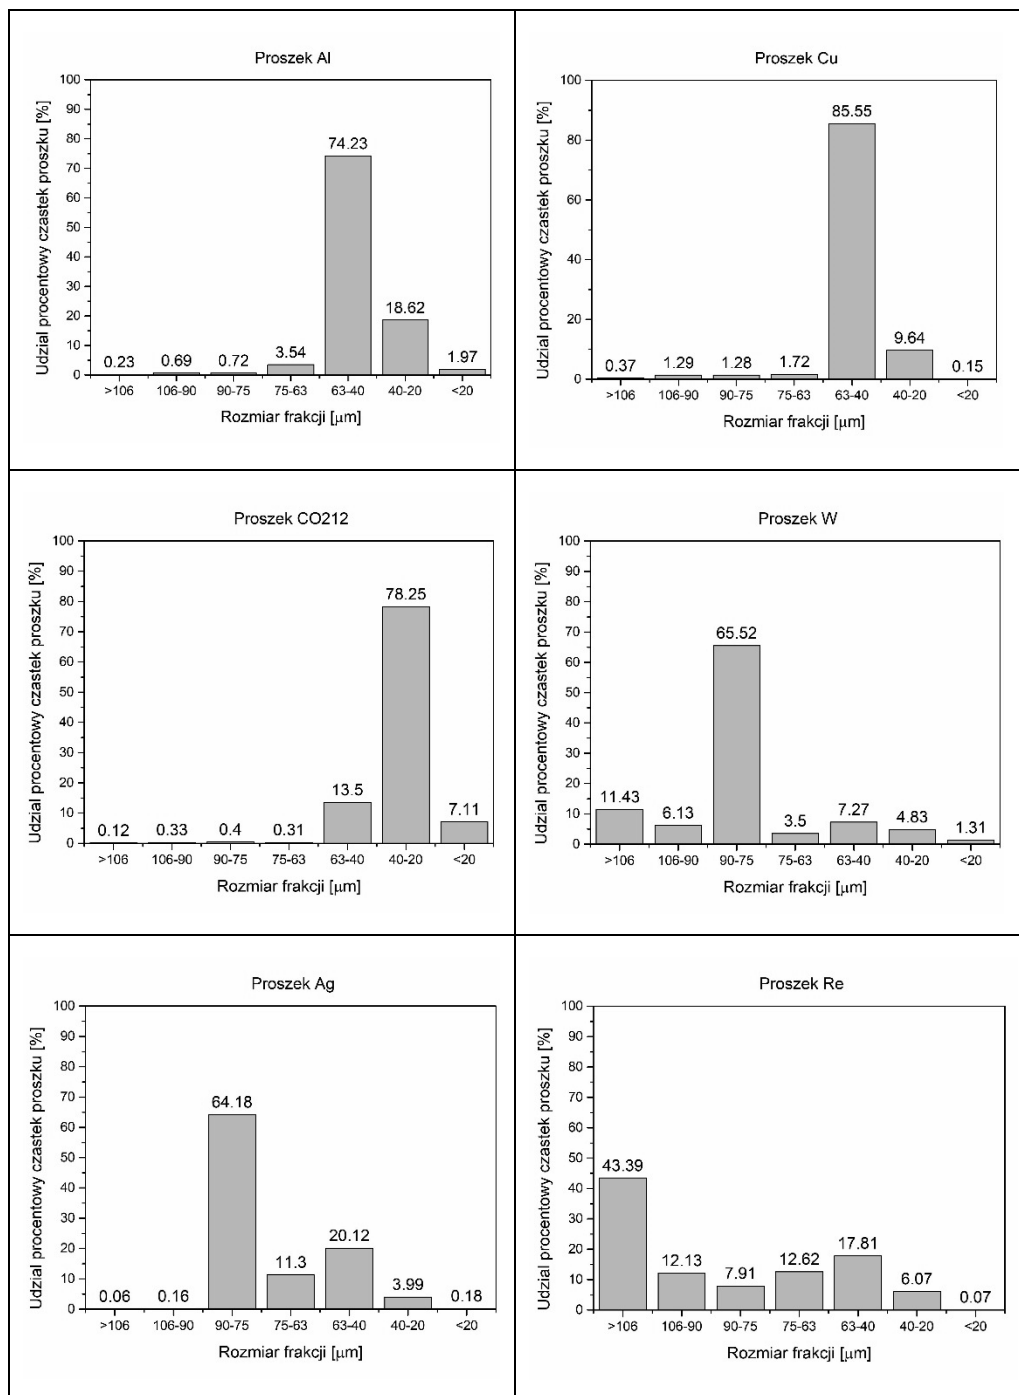 Proszek Al
Udzial procentowy czastek proszku [%]
100
90
80
70
60
50
40
30
20
10
0
0.23 0.69 0.72 3.54 74.23 18.62 1.97
>106 106-90 90-75 75-63 63-40 40-20 <20
Rozmiar frakcji [μm]
Proszek Cu
Udzial procentowy czastek proszku [%]
100
80
60
40
20
0
0.37 1.29 1.28 1.72 85.55 9.64 0.15
>106 106-90 90-75 75-63 63-40 40-20 <20
Rozmiar frakcji [μm]
Proszek CO212
Udzial procentowy czastek proszku [%]
100
90
80
70
60
50
40
30
20
10
0
0.12 0.33 0.4 0.31 13.5 78.25 7.11
>106 106-90 90-75 75-63 63-40 40-20 <20
Rozmiar frakcji [μm]
Proszek W
Udzial procentowy czastek proszku [%]
100
90
80
70
60
50
40
30
20
10
0
11.43 6.13 65.52 3.5 7.27 4.83 1.31
>106 106-90 90-75 75-63 63-40 40-20 <20
Rozmiar frakcji [μm]
Proszek Ag
Udzial procentowy czastek proszku [%]
100
90
80
70
60
50
40
30
20
10
0
0.06 0.16 64.18 11.3 20.12 3.99 0.18
>106 106-90 90-75 75-63 63-40 40-20 <20
Rozmiar frakcji [μm]
Proszek Re
Udzial procentowy czastek proszku [%]
100
90
80
70
60
50
40
30
20
10
0
43.39 12.13 7.91 12.62 17.81 6.07 0.07
>106 106-90 90-75 75-63 63-40 40-20 <20
Rozmiar frakcji [μm]